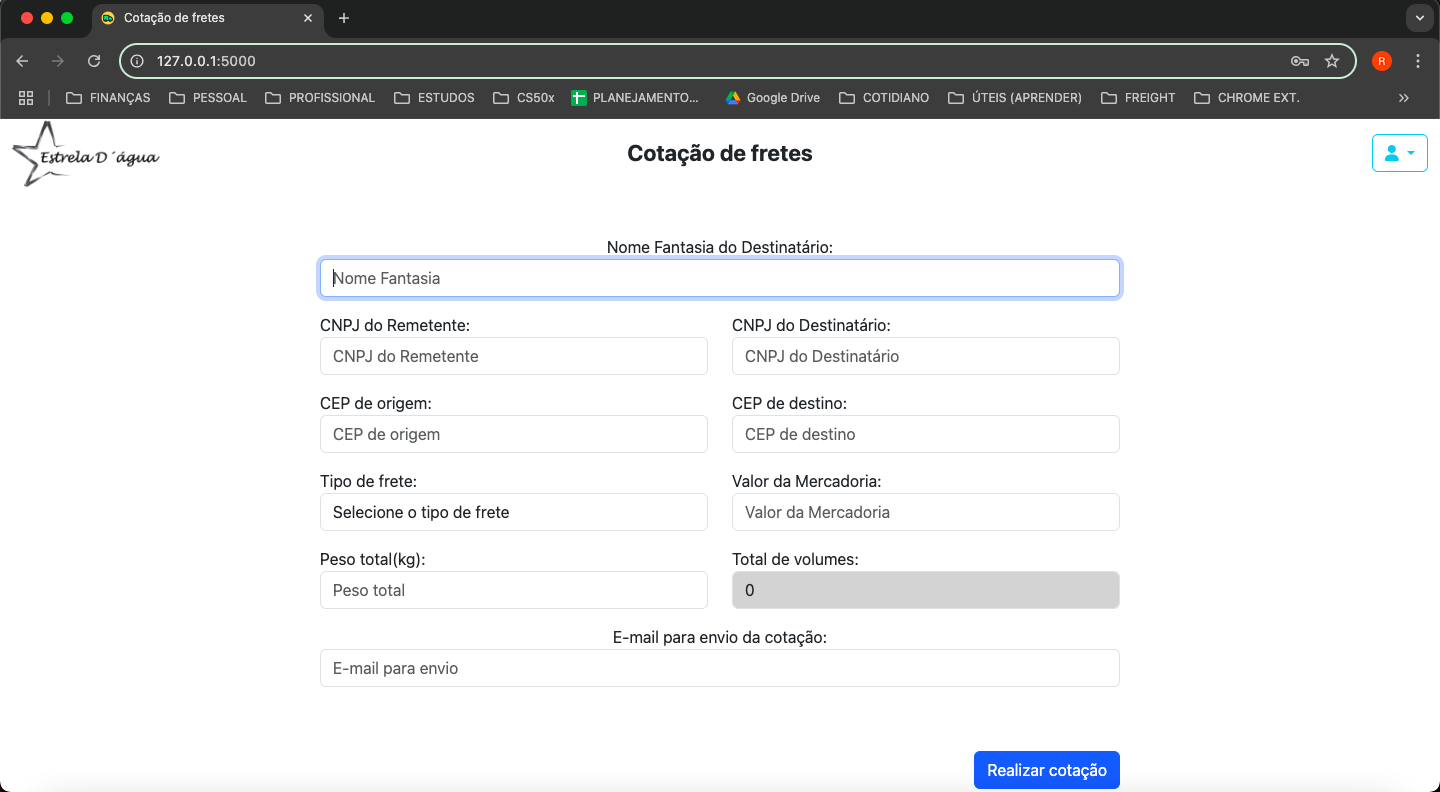 Cotação de fretes
127.0.0.1:5000
R
FINANÇAS PESSOAL PROFISSIONAL ESTUDOS CS50x PLANEJAMENTO... Google Drive COTIDIANO ÚTEIS (APRENDER) FREIGHT CHROME EXT.
Estrela D´água
Cotação de fretes
Nome Fantasia do Destinatário:
Nome Fantasia
CNPJ do Remetente: CNPJ do Destinatário:
CNPJ do Remetente CNPJ do Destinatário
CEP de origem: CEP de destino:
CEP de origem CEP de destino
Tipo de frete: Valor da Mercadoria:
Selecione o tipo de frete Valor da Mercadoria
Peso total(kg): Total de volumes:
Peso total 0
E-mail para envio da cotação:
E-mail para envio
Realizar cotação